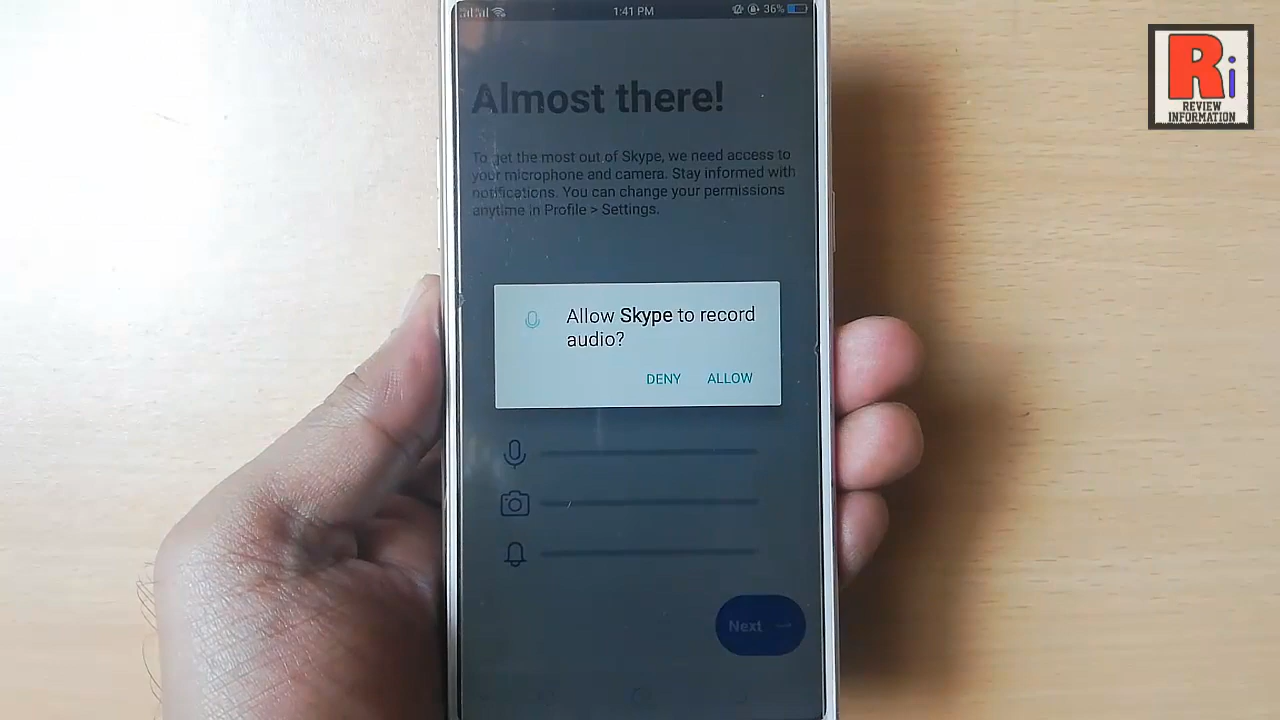 1:41 PM
36%
Almost there!
To get the most out of Skype, we need access to
your microphone and camera. Stay informed with
notifications. You can change your permissions
anytime in Profile > Settings.
Allow Skype to record
audio?
DENY ALLOW
Next
Ri
REVIEW
INFORMATION